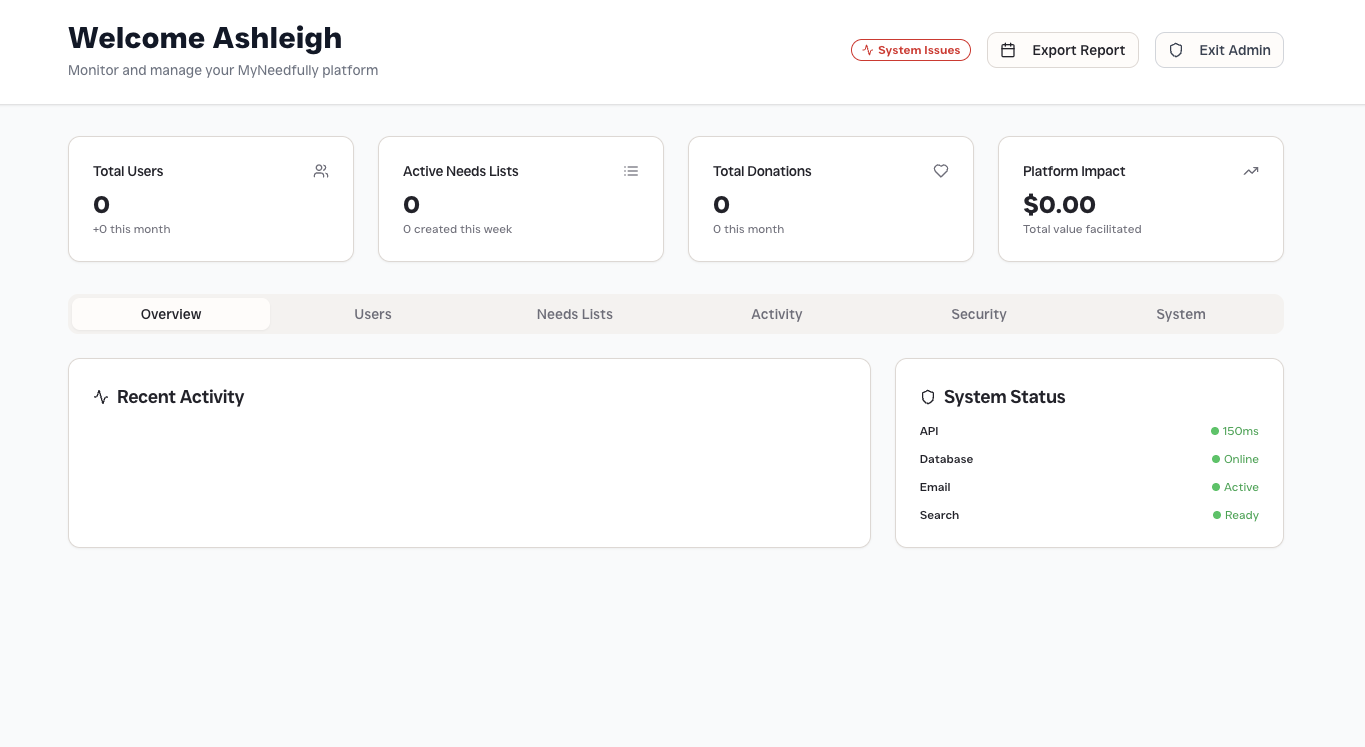 Welcome Ashleigh
Monitor and manage your MyNeedfully platform
System Issues
Export Report
Exit Admin
Total Users
0
+0 this month
Active Needs Lists
0
0 created this week
Total Donations
0
0 this month
Platform Impact
$0.00
Total value facilitated
Overview
Users
Needs Lists
Activity
Security
System
Recent Activity
System Status
API 150ms
Database Online
Email Active
Search Ready